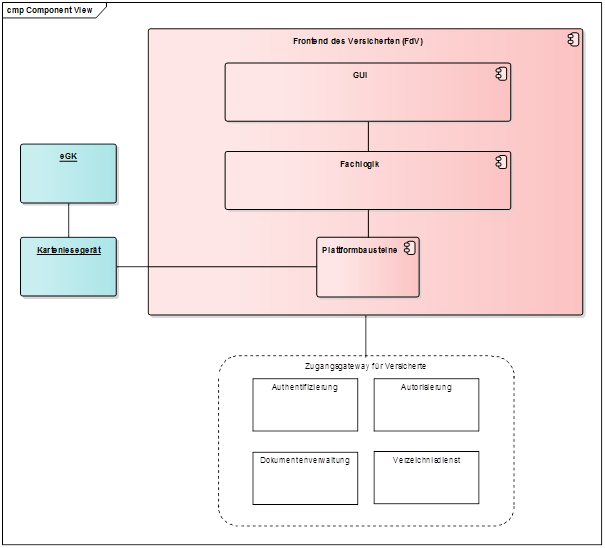 cmp Component View
Frontend des Versicherten (FdV)
GUI
eGK
Fachlogik
Kartenlesegerät
Plattformbausteine
Zugangsgateway für Versicherte
Authentifizierung
Autorisierung
Dokumentenverwaltung
Verzeichnisdienst